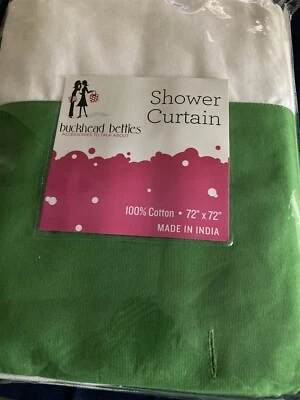 Shower
Curtain
buckhead betties
ACCESSORIES TO TALK ABOUT
100% Cotton • 72" x 72"
MADE IN INDIA